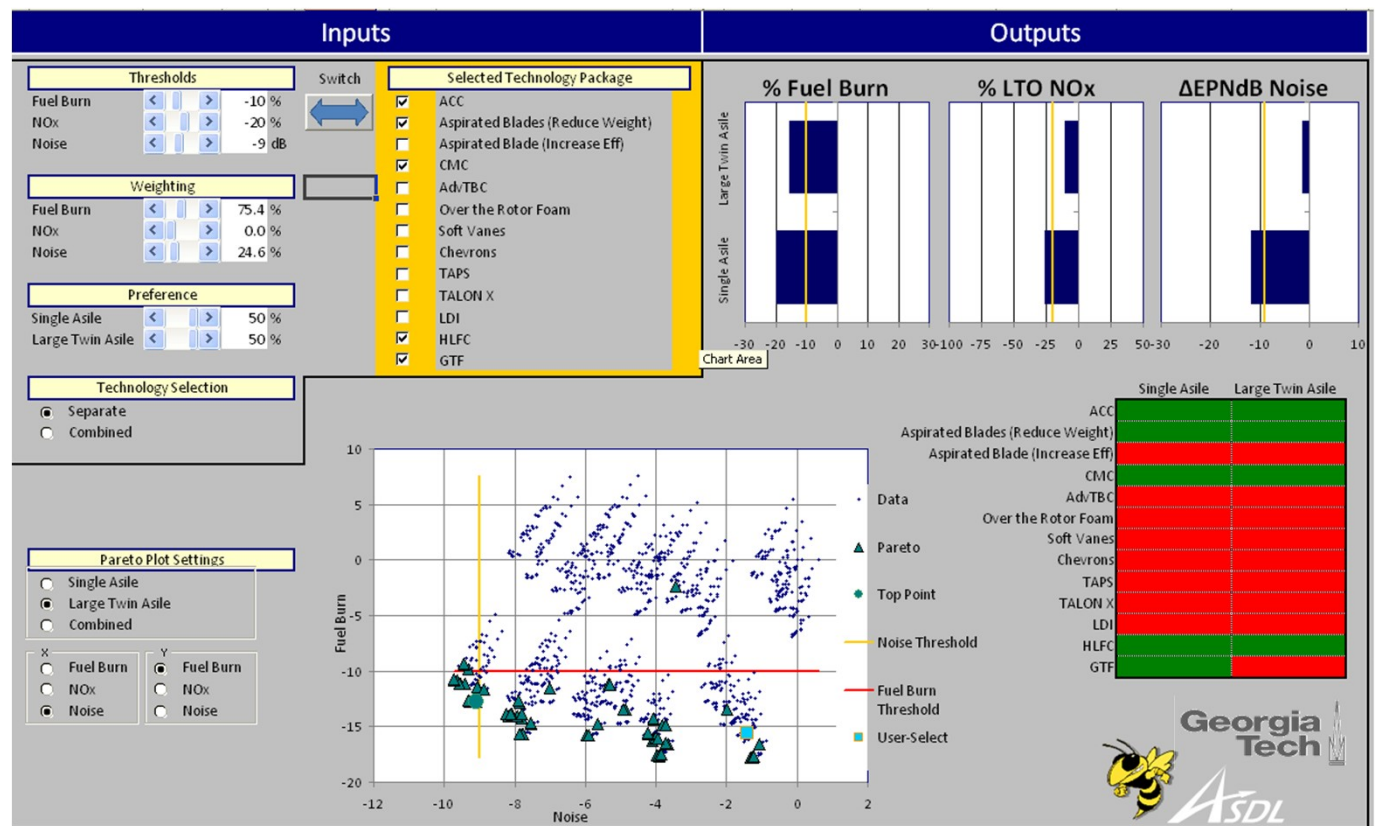 Inputs
Outputs
Thresholds
Fuel Burn -10 %
NOx -20 %
Noise -9 dB
Weighting
Fuel Burn 75.4 %
NOx 0.0 %
Noise 24.6 %
Preference
Single Asile 50 %
Large Twin Asile 50 %
Technology Selection
Separate
Combined
Switch
Selected Technology Package
ACC
Aspirated Blades (Reduce Weight)
Aspirated Blade (Increase Eff)
CMC
AdvTBC
Over the Rotor Foam
Soft Vanes
Chevrons
TAPS
TALON X
LDI
HLFC
GTF
% Fuel Burn
% LTO NOx
ΔEPNdB Noise
Large Twin Asile
Single Asile
-30 -20 -10 0 10 20 30
-100 -75 -50 -25 0 25 50
-30 -20 -10 0 10
Chart Area
Pareto Plot Settings
Single Asile
Large Twin Asile
Combined
X
Fuel Burn
NOx
Noise
Y
Fuel Burn
NOx
Noise
Fuel Burn
10
5
0
-5
-10
-15
-20
-12 -10 -8 -6 -4 -2 0 2
Noise
Data
Pareto
Top Point
Noise Threshold
Fuel Burn
Threshold
User-Select
Single Asile Large Twin Asile
ACC
Aspirated Blades (Reduce Weight)
Aspirated Blade (Increase Eff)
CMC
AdvTBC
Over the Rotor Foam
Soft Vanes
Chevrons
TAPS
TALON X
LDI
HLFC
GTF
Georgia
Tech
ASDL